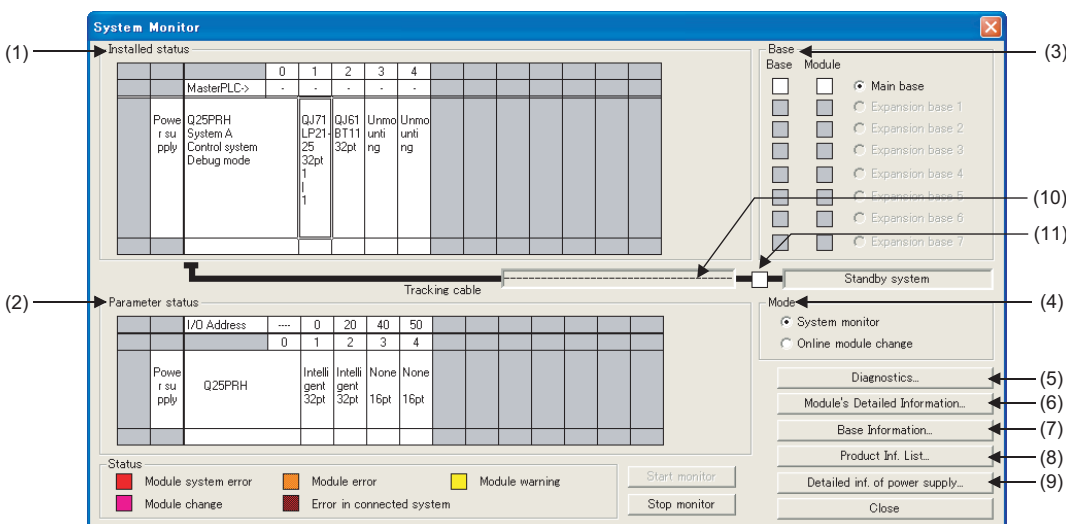 System Monitor
(1)
Installed status
0 1 2 3 4
MasterPLC-> - - - - -
Powe
r su
pply
Q25PRH
System A
Control system
Debug mode
QJ71
LP21-
25
32pt
1
|
1
QJ61
BT11
32pt
Unmo
unti
ng
Unmo
unti
ng
Base
(3)
Base Module
Main base
Expansion base 1
Expansion base 2
Expansion base 3
Expansion base 4
Expansion base 5
Expansion base 6
Expansion base 7
(10)
(11)
Tracking cable
Standby system
(2)
Parameter status
I/O Address ---- 0 20 40 50
0 1 2 3 4
Powe
r su
pply
Q25PRH
Intelli
gent
32pt
Intelli
gent
32pt
None
16pt
None
16pt
Mode
(4)
System monitor
Online module change
Diagnostics...
(5)
Module's Detailed Information...
(6)
Base Information...
(7)
Product Inf. List...
(8)
Detailed inf. of power supply...
(9)
Close
Status
Module system error
Module error
Module warning
Module change
Error in connected system
Start monitor
Stop monitor